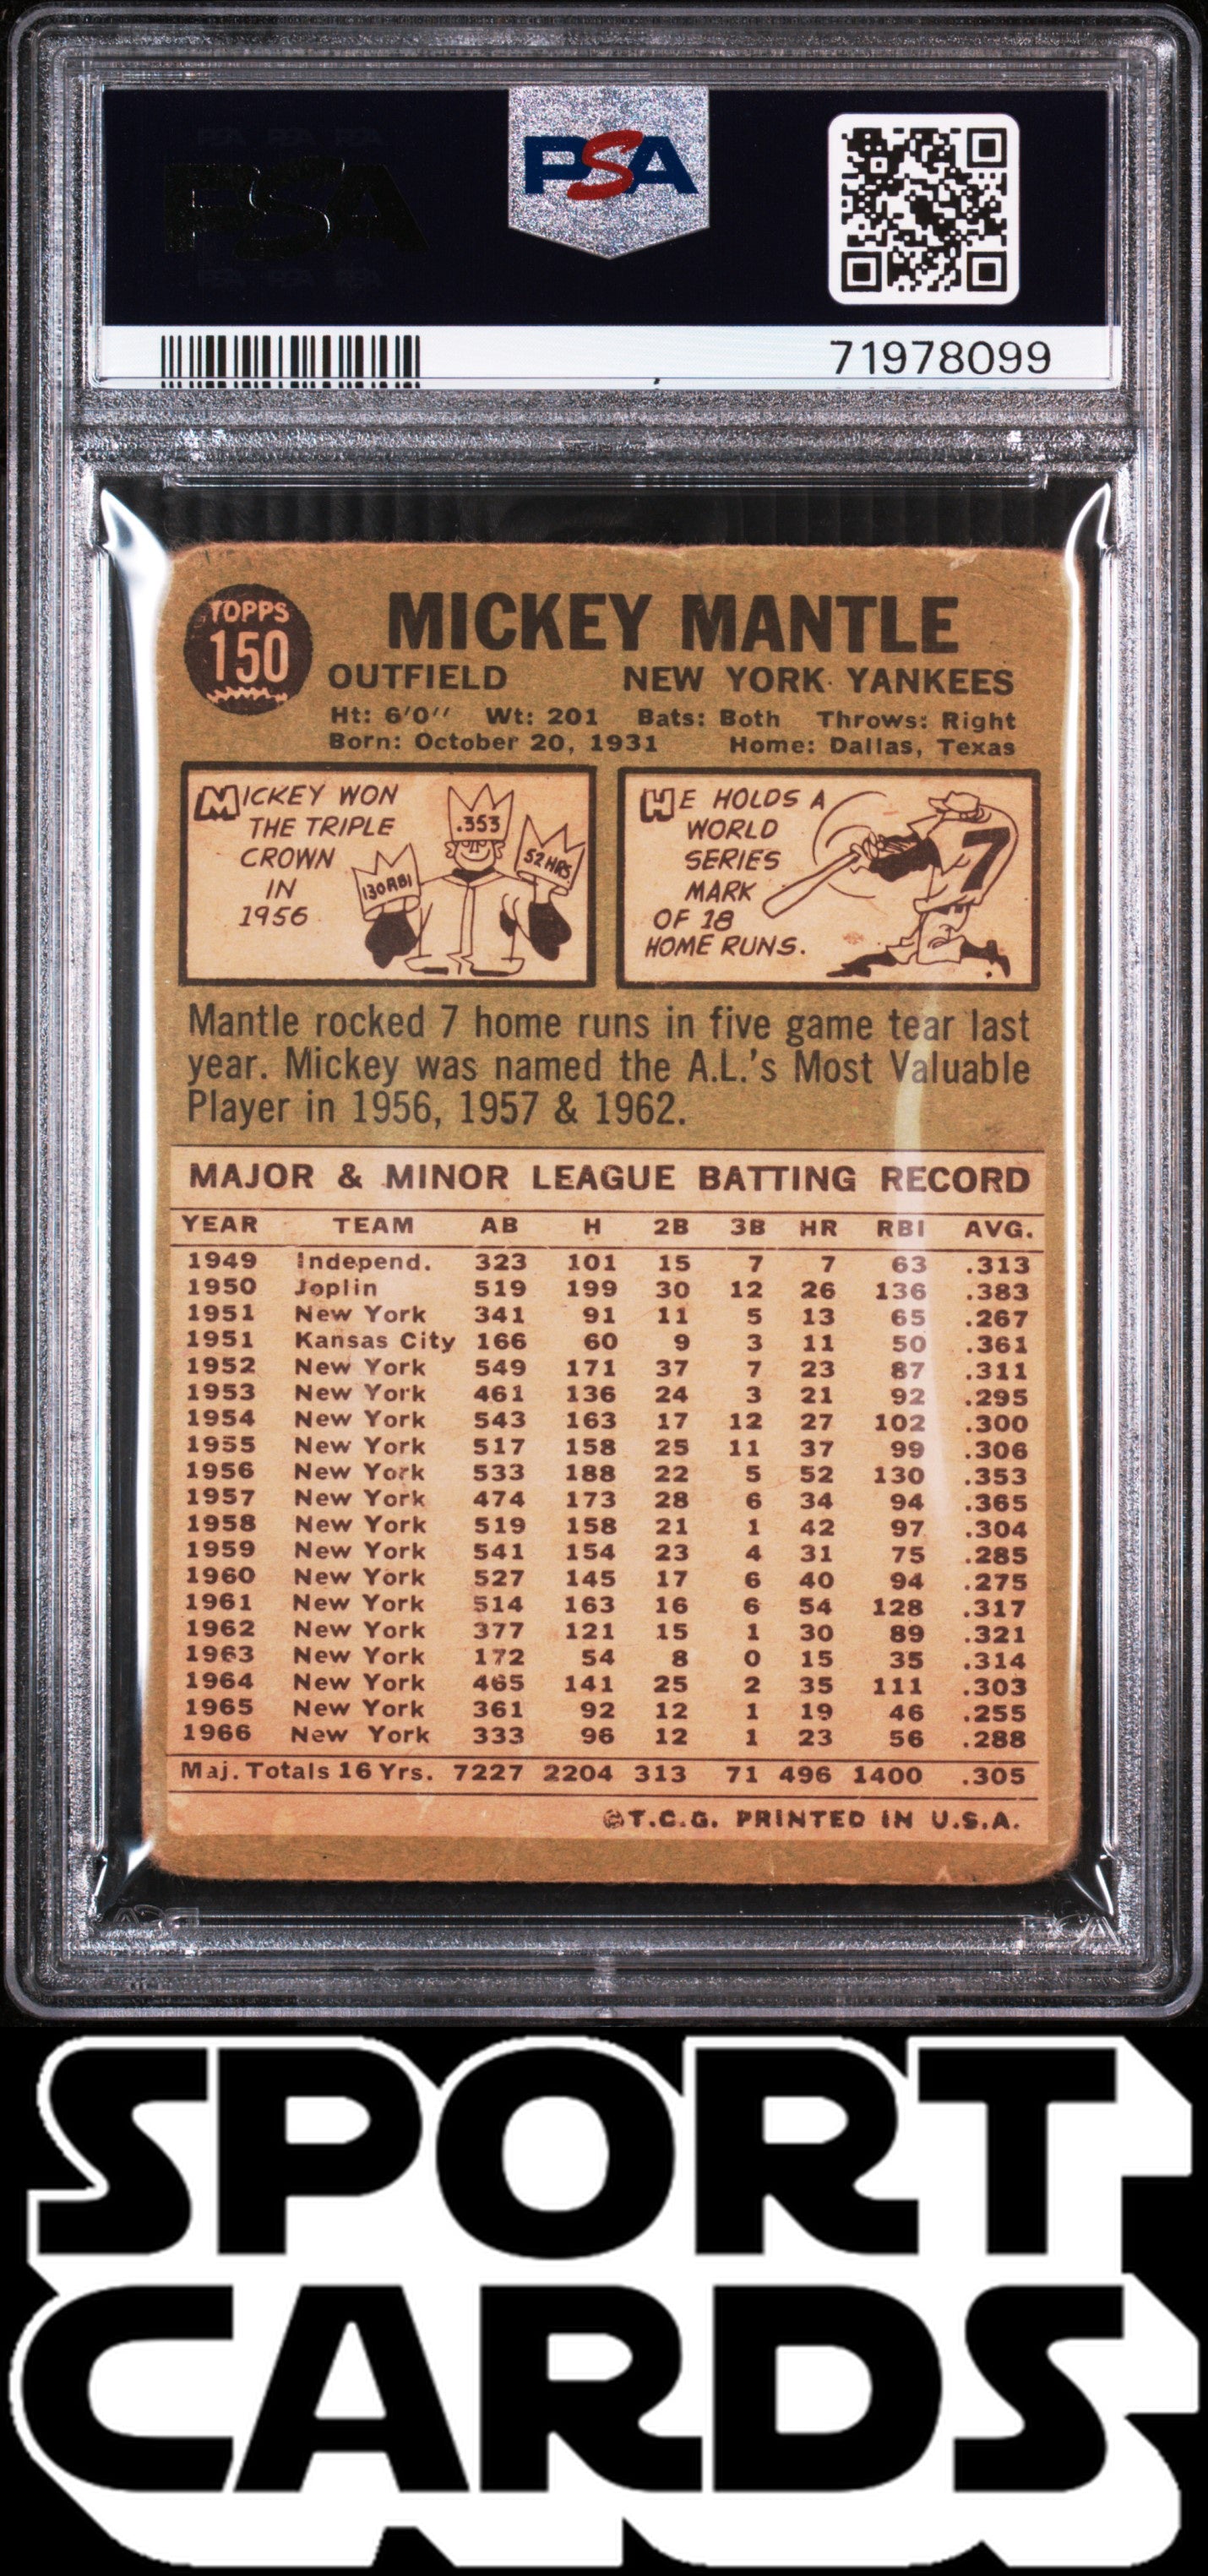 PSA
PSA
71978099
TOPPS
150
MICKEY MANTLE
OUTFIELD NEW YORK YANKEES
Ht: 6'0" Wt: 201 Bats: Both Throws: Right
Born: October 20, 1931 Home: Dallas, Texas
MICKEY WON
THE TRIPLE
CROWN
IN
1956
.353
130 RBI
52 HRS
HE HOLDS A
WORLD
SERIES
MARK
OF 18
HOME RUNS.
7
Mantle rocked 7 home runs in five game tear last
year. Mickey was named the A.L.'s Most Valuable
Player in 1956, 1957 & 1962.
MAJOR & MINOR LEAGUE BATTING RECORD
YEAR TEAM AB H 2B 3B HR RBI AVG.
1949 Independ. 323 101 15 7 7 63 .313
1950 Joplin 519 199 30 12 26 136 .383
1951 New York 341 91 11 5 13 65 .267
1951 Kansas City 166 60 9 3 11 50 .361
1952 New York 549 171 37 7 23 87 .311
1953 New York 461 136 24 3 21 92 .295
1954 New York 543 163 17 12 27 102 .300
1955 New York 517 158 25 11 37 99 .306
1956 New York 533 188 22 5 52 130 .353
1957 New York 474 173 28 6 34 94 .365
1958 New York 519 158 21 1 42 97 .304
1959 New York 541 154 23 4 31 75 .285
1960 New York 527 145 17 6 40 94 .275
1961 New York 514 163 16 6 54 128 .317
1962 New York 377 121 15 1 30 89 .321
1963 New York 172 54 8 0 15 35 .314
1964 New York 465 141 25 2 35 111 .303
1965 New York 361 92 12 1 19 46 .255
1966 New York 333 96 12 1 23 56 .288
Maj. Totals 16 Yrs. 7227 2204 313 71 496 1400 .305
©T.C.G. PRINTED IN U.S.A.
SPORT
CARDS